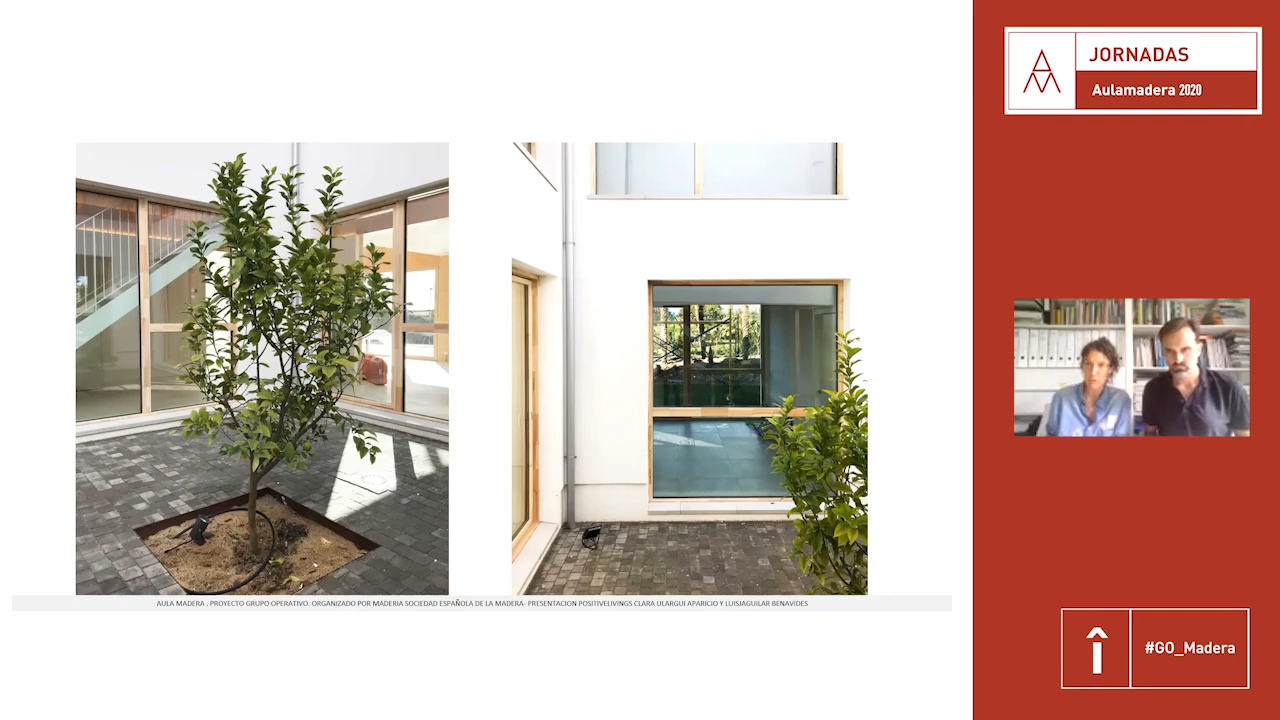 JORNADAS
Aulamadera 2020
AULA MADERA . PROYECTO GRUPO OPERATIVO. ORGANIZADO POR MADERIA SOCIEDAD ESPAÑOLA DE LA MADERA- PRESENTACION POSITIVELIVINGS CLARA ULARGUI APARICIO Y LUISJAGUILAR BENAVIDES
#GO_Madera